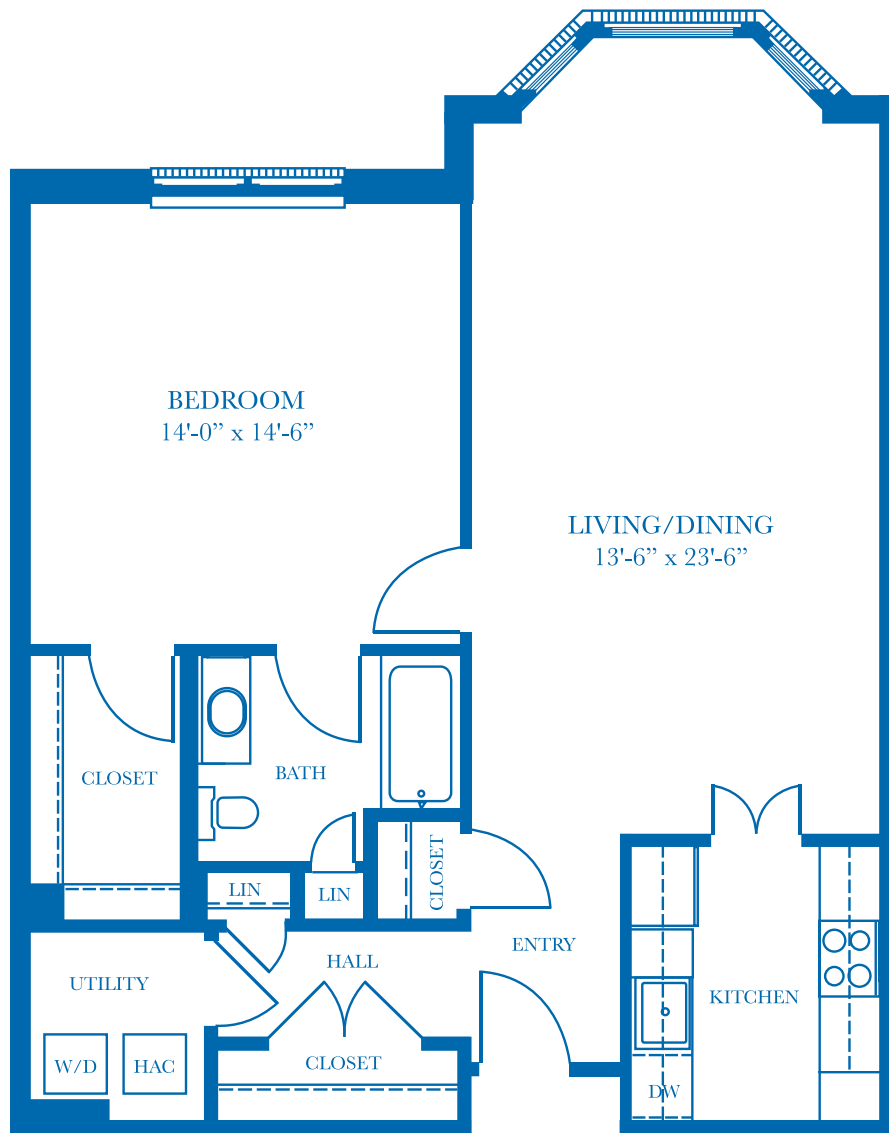 BEDROOM
14'-0” x 14'-6”
LIVING/DINING
13'-6” x 23'-6”
CLOSET
BATH
CLOSET
LIN
LIN
ENTRY
HALL
UTILITY
KITCHEN
W/D
HAC
CLOSET
DW